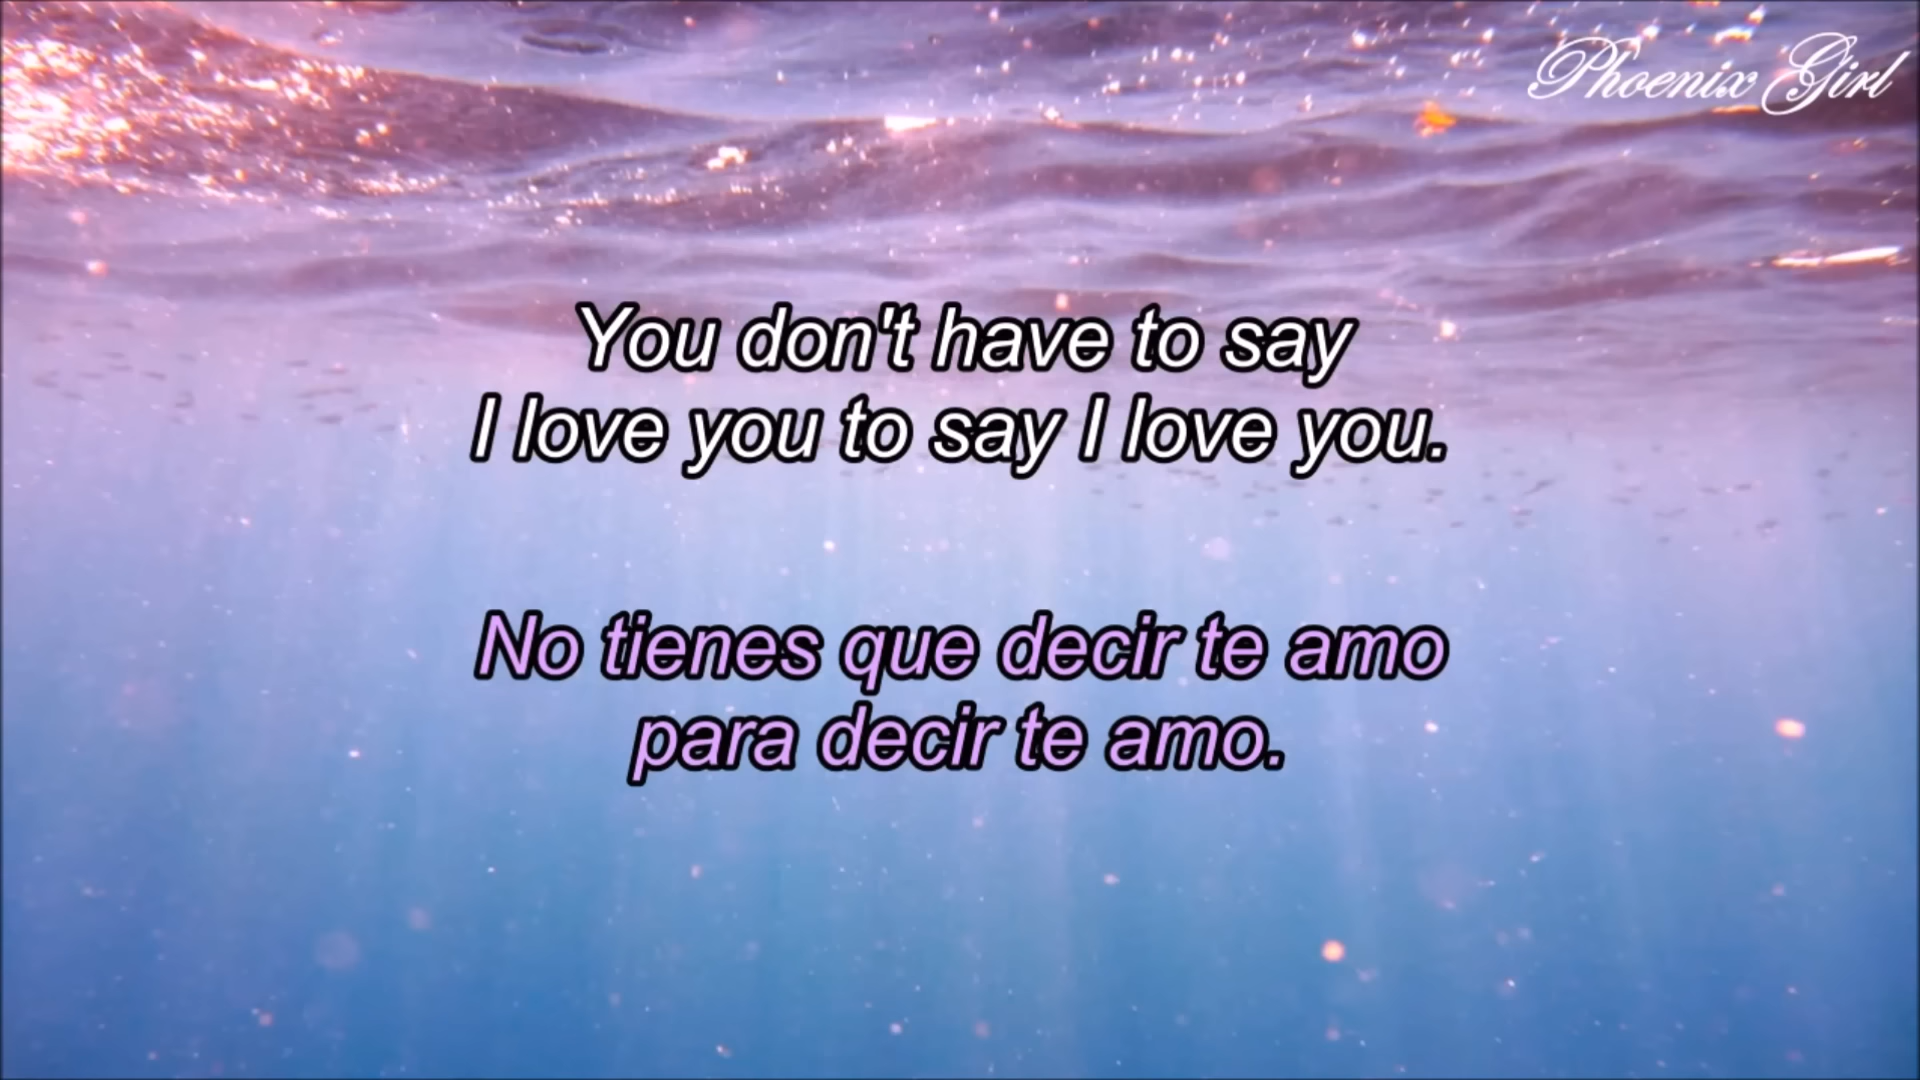 Phoenix Girl
You don't have to say
I love you to say I love you.
No tienes que decir te amo
para decir te amo.